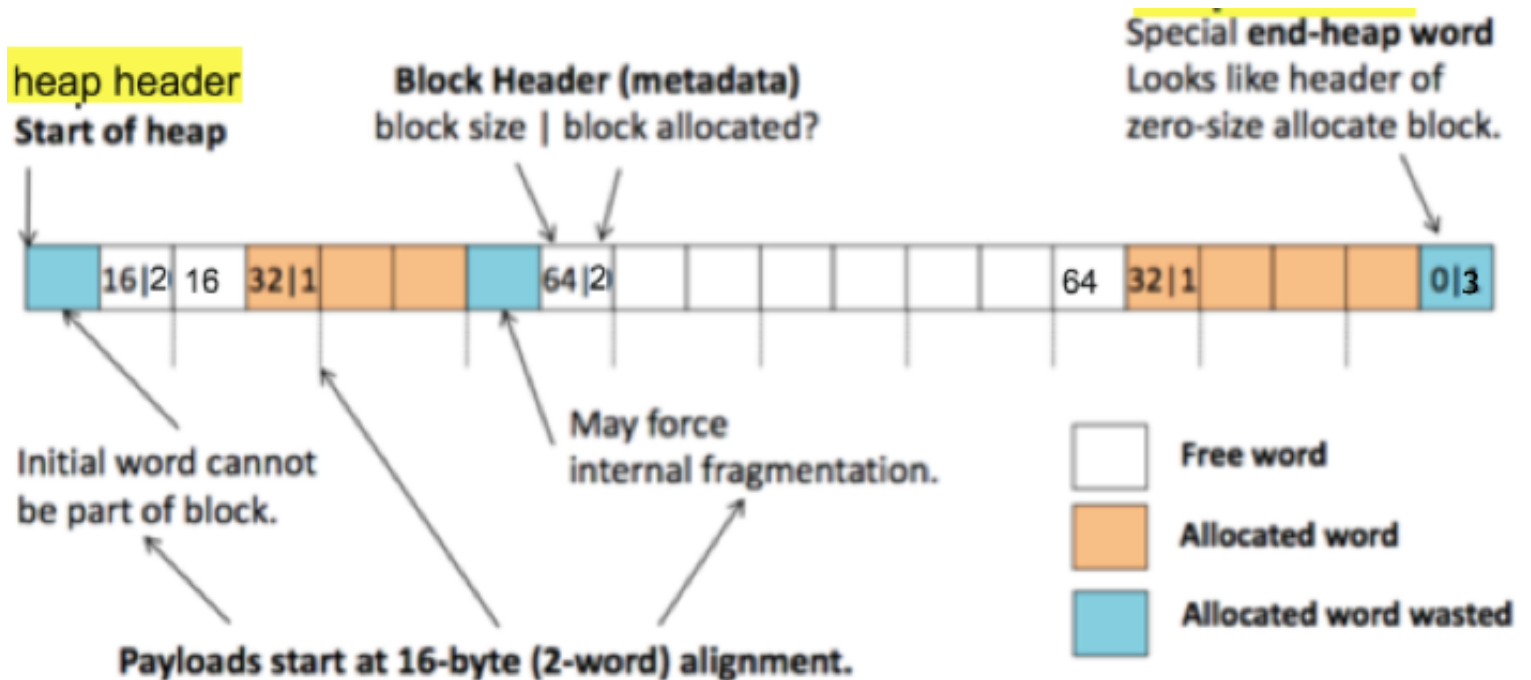 heap header
Start of heap
Block Header (metadata)
block size | block allocated?
Special end-heap word
Looks like header of
zero-size allocate block.
16|2 16 32|1 64|2 64 32|1 0|3
Initial word cannot
be part of block.
May force
internal fragmentation.
Free word
Allocated word
Allocated word wasted
Payloads start at 16-byte (2-word) alignment.